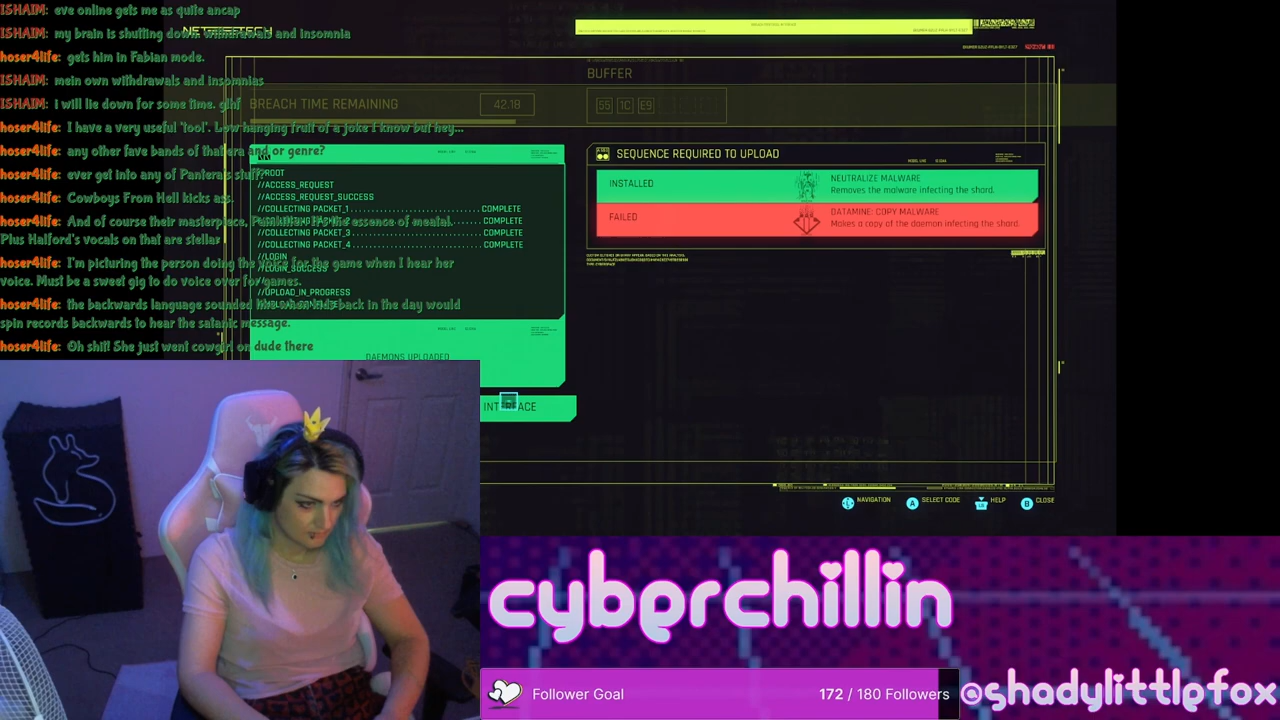 ISHAIM: eve online gets me as quite ancap
ISHAIM: my brain is shutting down. withdrawals and insomnia
hoser4life: gets him in Fabian mode.
ISHAIM: mein own withdrawals and insomnias
ISHAIM: i will lie down for some time. glhf
hoser4life: I have a very useful 'tool'. Low hanging fruit of a joke I know but hey...
hoser4life: any other fave bands of that era and or genre?
hoser4life: ever get into any of Pantera's stuff?
hoser4life: Cowboys From Hell kicks ass.
hoser4life: And of course their masterpiece, It's the essence of meatal.
Plus Halford's vocals on that are stellar
hoser4life: I'm picturing the person doing the voice for the game when I hear her
voice. Must be a sweet gig to do voice over for games.
hoser4life: the backwards language sounded like when kids back in the day would
spin records backwards to hear the satanic message.
hoser4life: Oh shit! She just went cowgirl on dude there
BREACH TIME REMAINING
42.18
BUFFER
55 1C E9
//ROOT
//ACCESS_REQUEST
//ACCESS_REQUEST_SUCCESS
//COLLECTING PACKET_1 COMPLETE
COMPLETE
//COLLECTING PACKET_3 COMPLETE
//COLLECTING PACKET_4 COMPLETE
//LOGIN
//LOGIN_SUCCESS
//UPLOAD_IN_PROGRESS
DAEMONS UPLOADED
INTERFACE
SEQUENCE REQUIRED TO UPLOAD
INSTALLED
NEUTRALIZE MALWARE
Removes the malware infecting the shard.
FAILED
DATAMINE: COPY MALWARE
Makes a copy of the daemon infecting the shard.
NAVIGATION
A SELECT CODE
HELP
B CLOSE
cyberchillin
Follower Goal
172 / 180 Followers
@shadylittlefox